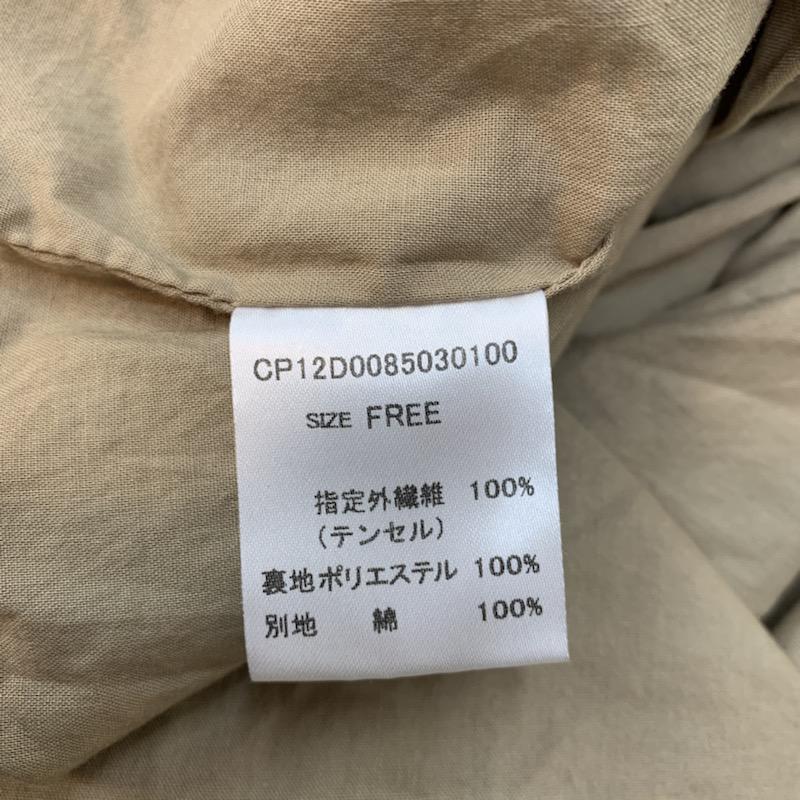 CP12D0085030100
SIZE FREE
指定外繊維 100%
(テンセル)
裏地ポリエステル 100%
別地 綿 100%